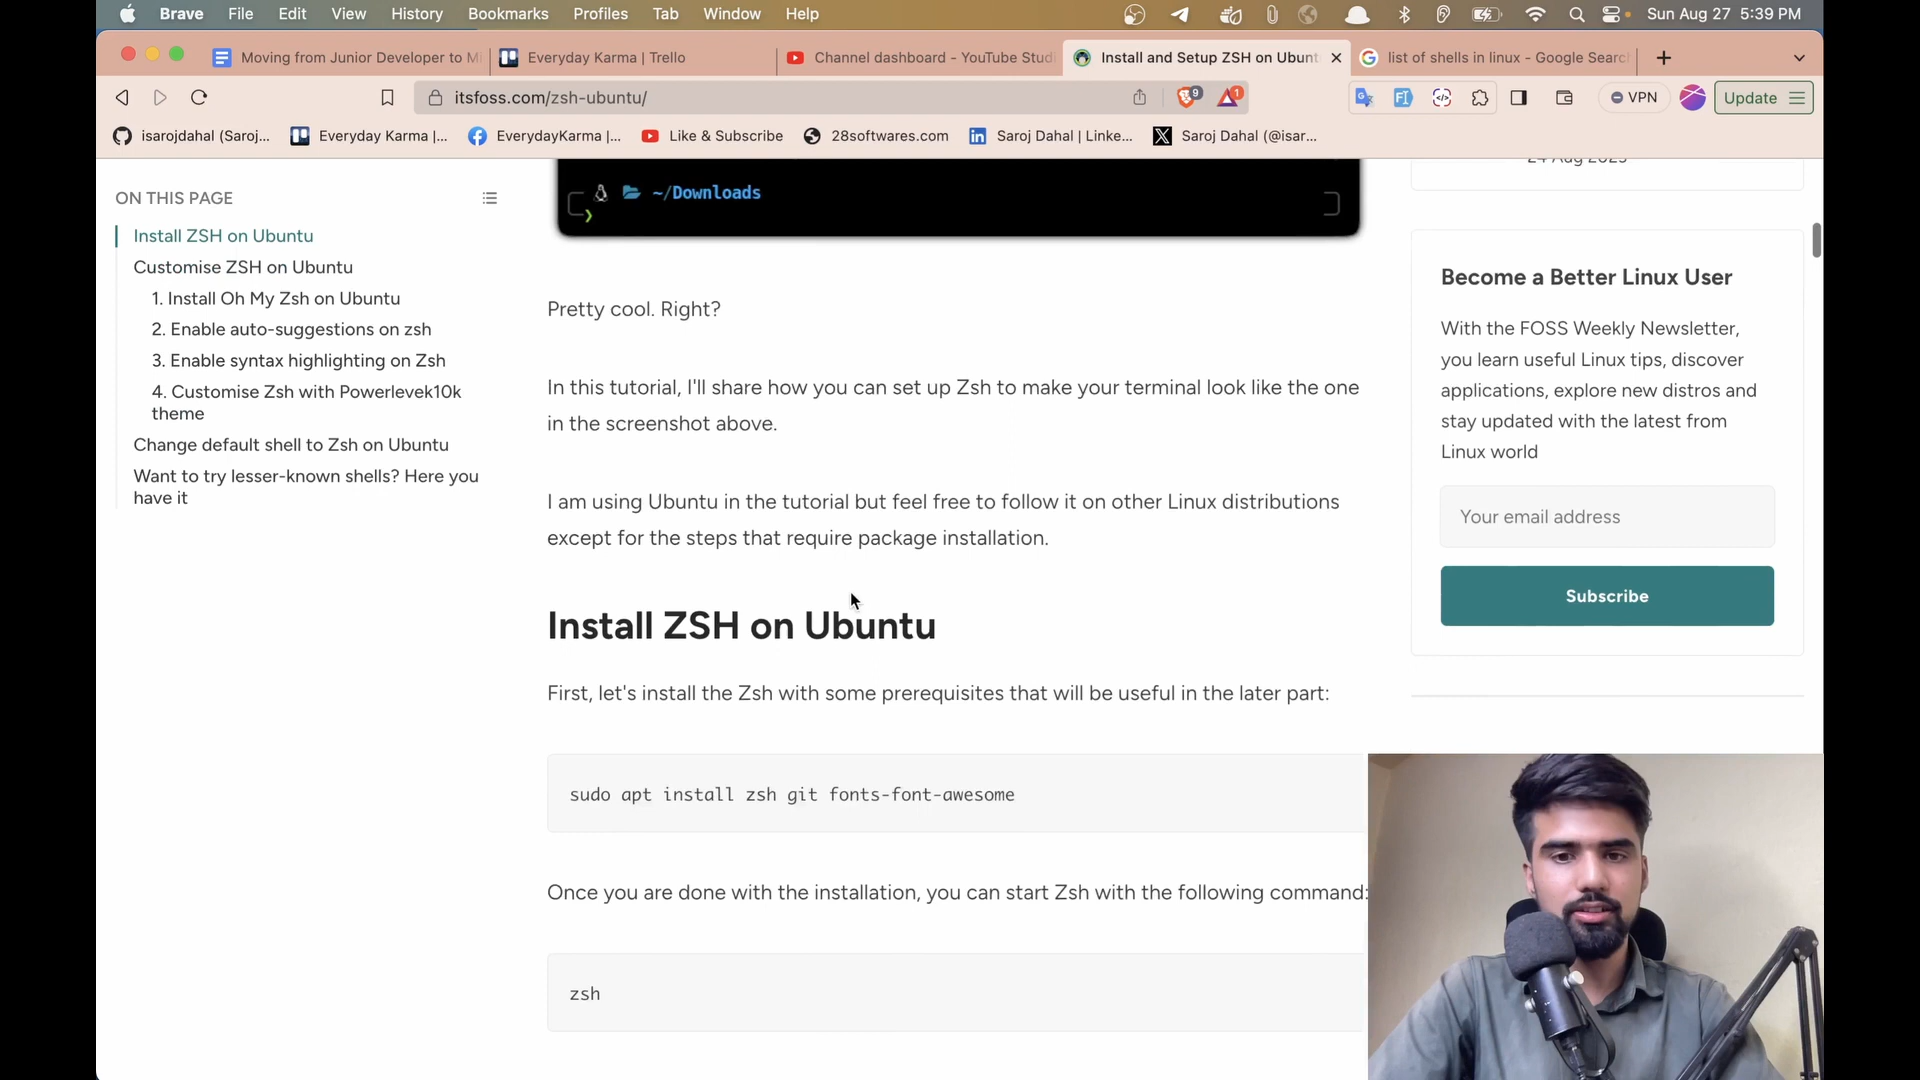 Brave File Edit View History Bookmarks Profiles Tab Window Help Sun Aug 27 5:39 PM
Moving from Junior Developer to Mi Everyday Karma | Trello Channel dashboard - YouTube Studi Install and Setup ZSH on Ubunt list of shells in linux - Google Searc
itsfoss.com/zsh-ubuntu/ 9 1 VPN Update
isarojdahal (Saroj... Everyday Karma |... EverydayKarma |... Like & Subscribe 28softwares.com Saroj Dahal | Linke... Saroj Dahal (@isar...
ON THIS PAGE
Install ZSH on Ubuntu
Customise ZSH on Ubuntu
1. Install Oh My Zsh on Ubuntu
2. Enable auto-suggestions on zsh
3. Enable syntax highlighting on Zsh
4. Customise Zsh with Powerlevek10k
theme
Change default shell to Zsh on Ubuntu
Want to try lesser-known shells? Here you
have it
~/Downloads
Pretty cool. Right?
In this tutorial, I'll share how you can set up Zsh to make your terminal look like the one
in the screenshot above.
I am using Ubuntu in the tutorial but feel free to follow it on other Linux distributions
except for the steps that require package installation.
Install ZSH on Ubuntu
First, let's install the Zsh with some prerequisites that will be useful in the later part:
sudo apt install zsh git fonts-font-awesome
Once you are done with the installation, you can start Zsh with the following command:
zsh
24 Aug 2023
Become a Better Linux User
With the FOSS Weekly Newsletter,
you learn useful Linux tips, discover
applications, explore new distros and
stay updated with the latest from
Linux world
Your email address
Subscribe